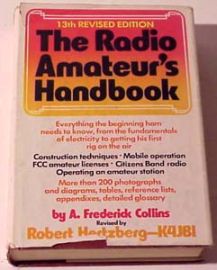 13th REVISED EDITION
The Radio
Amateur's
Handbook
Everything the beginning ham
needs to know, from the fundamentals
of electricity to getting his first
rig on the air
Construction techniques · Mobile operation
FCC amateur licenses · Citizens Band radio
Operating an amateur station
More than 200 photographs
and diagrams, tables, reference lists,
appendixes, detailed glossary
by A. Frederick Collins
Revised by
Robert Hertzberg—K4JBI